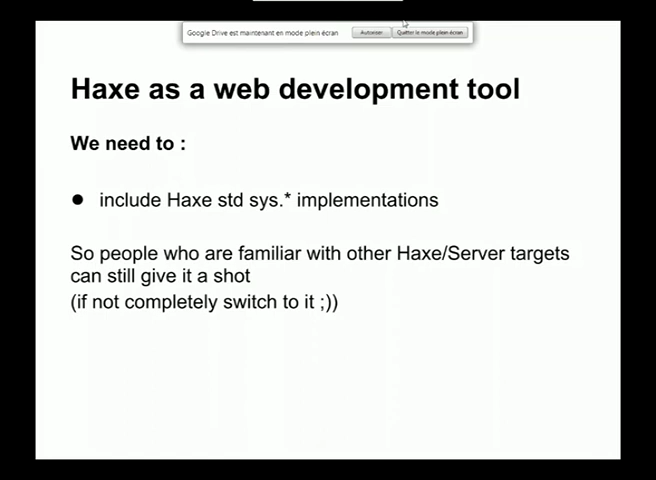 Google Drive est maintenant en mode plein écran
Autoriser
Quitter le mode plein écran
Haxe as a web development tool
We need to :
● include Haxe std sys.* implementations
So people who are familiar with other Haxe/Server targets
can still give it a shot
(if not completely switch to it ;))